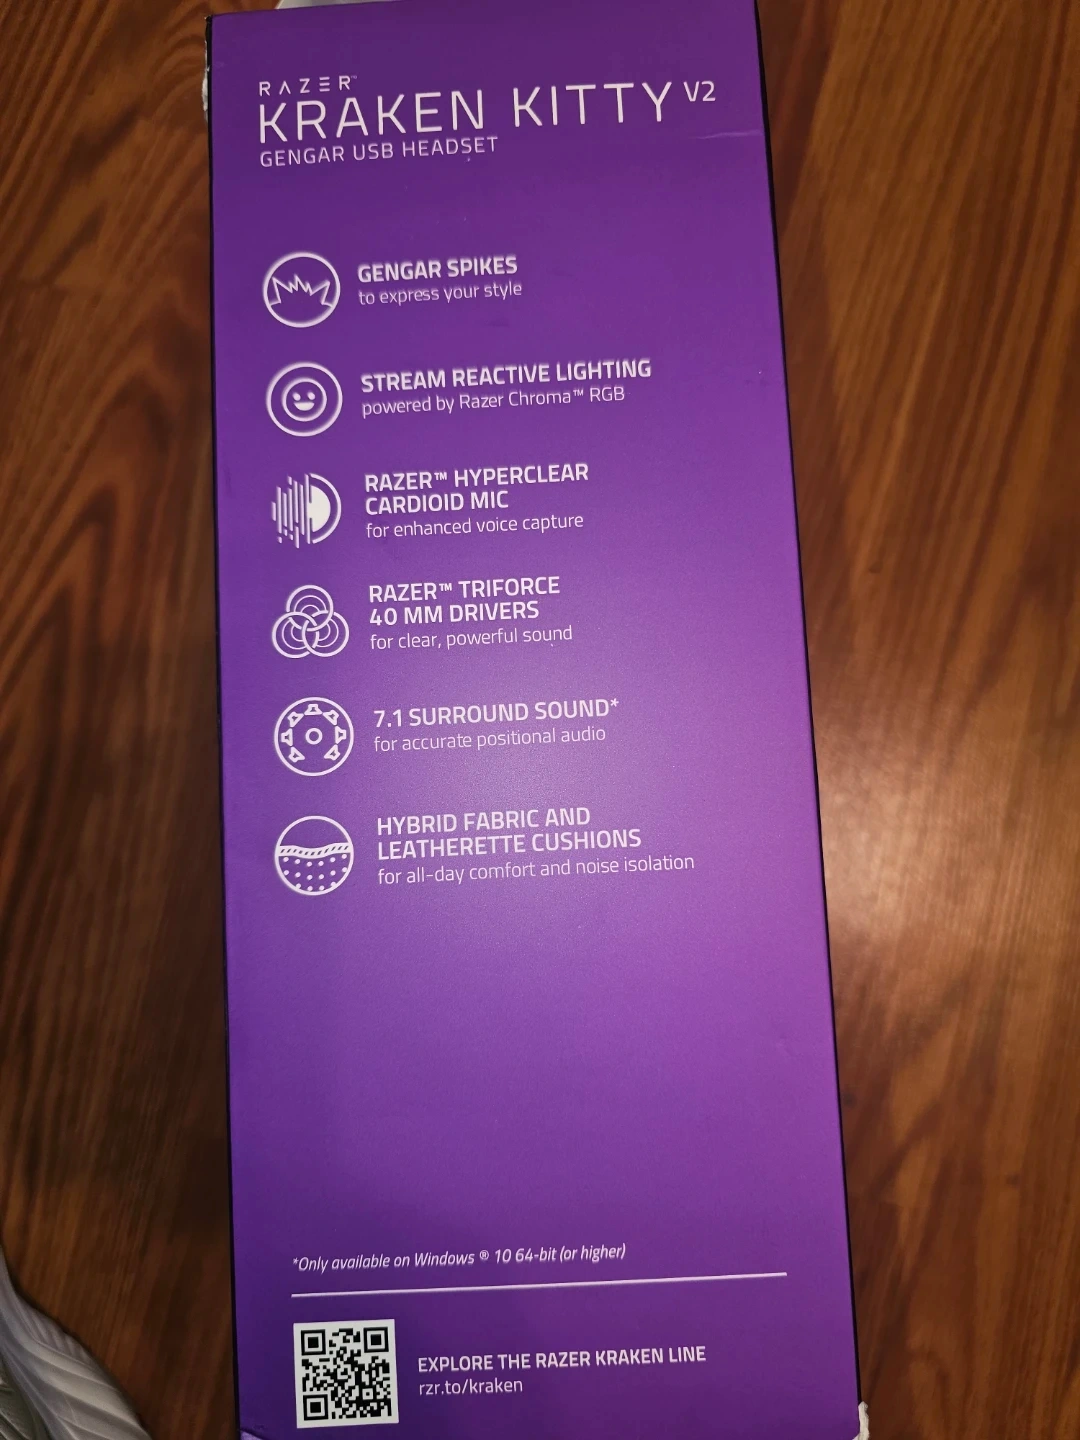 RAZER™
KRAKEN KITTY V2
GENGAR USB HEADSET
GENGAR SPIKES
to express your style
STREAM REACTIVE LIGHTING
powered by Razer Chroma™ RGB
RAZER™ HYPERCLEAR
CARDIOID MIC
for enhanced voice capture
RAZER™ TRIFORCE
40 MM DRIVERS
for clear, powerful sound
7.1 SURROUND SOUND*
for accurate positional audio
HYBRID FABRIC AND
LEATHERETTE CUSHIONS
for all-day comfort and noise isolation
*Only available on Windows ® 10 64-bit (or higher)
EXPLORE THE RAZER KRAKEN LINE
rzr.to/kraken